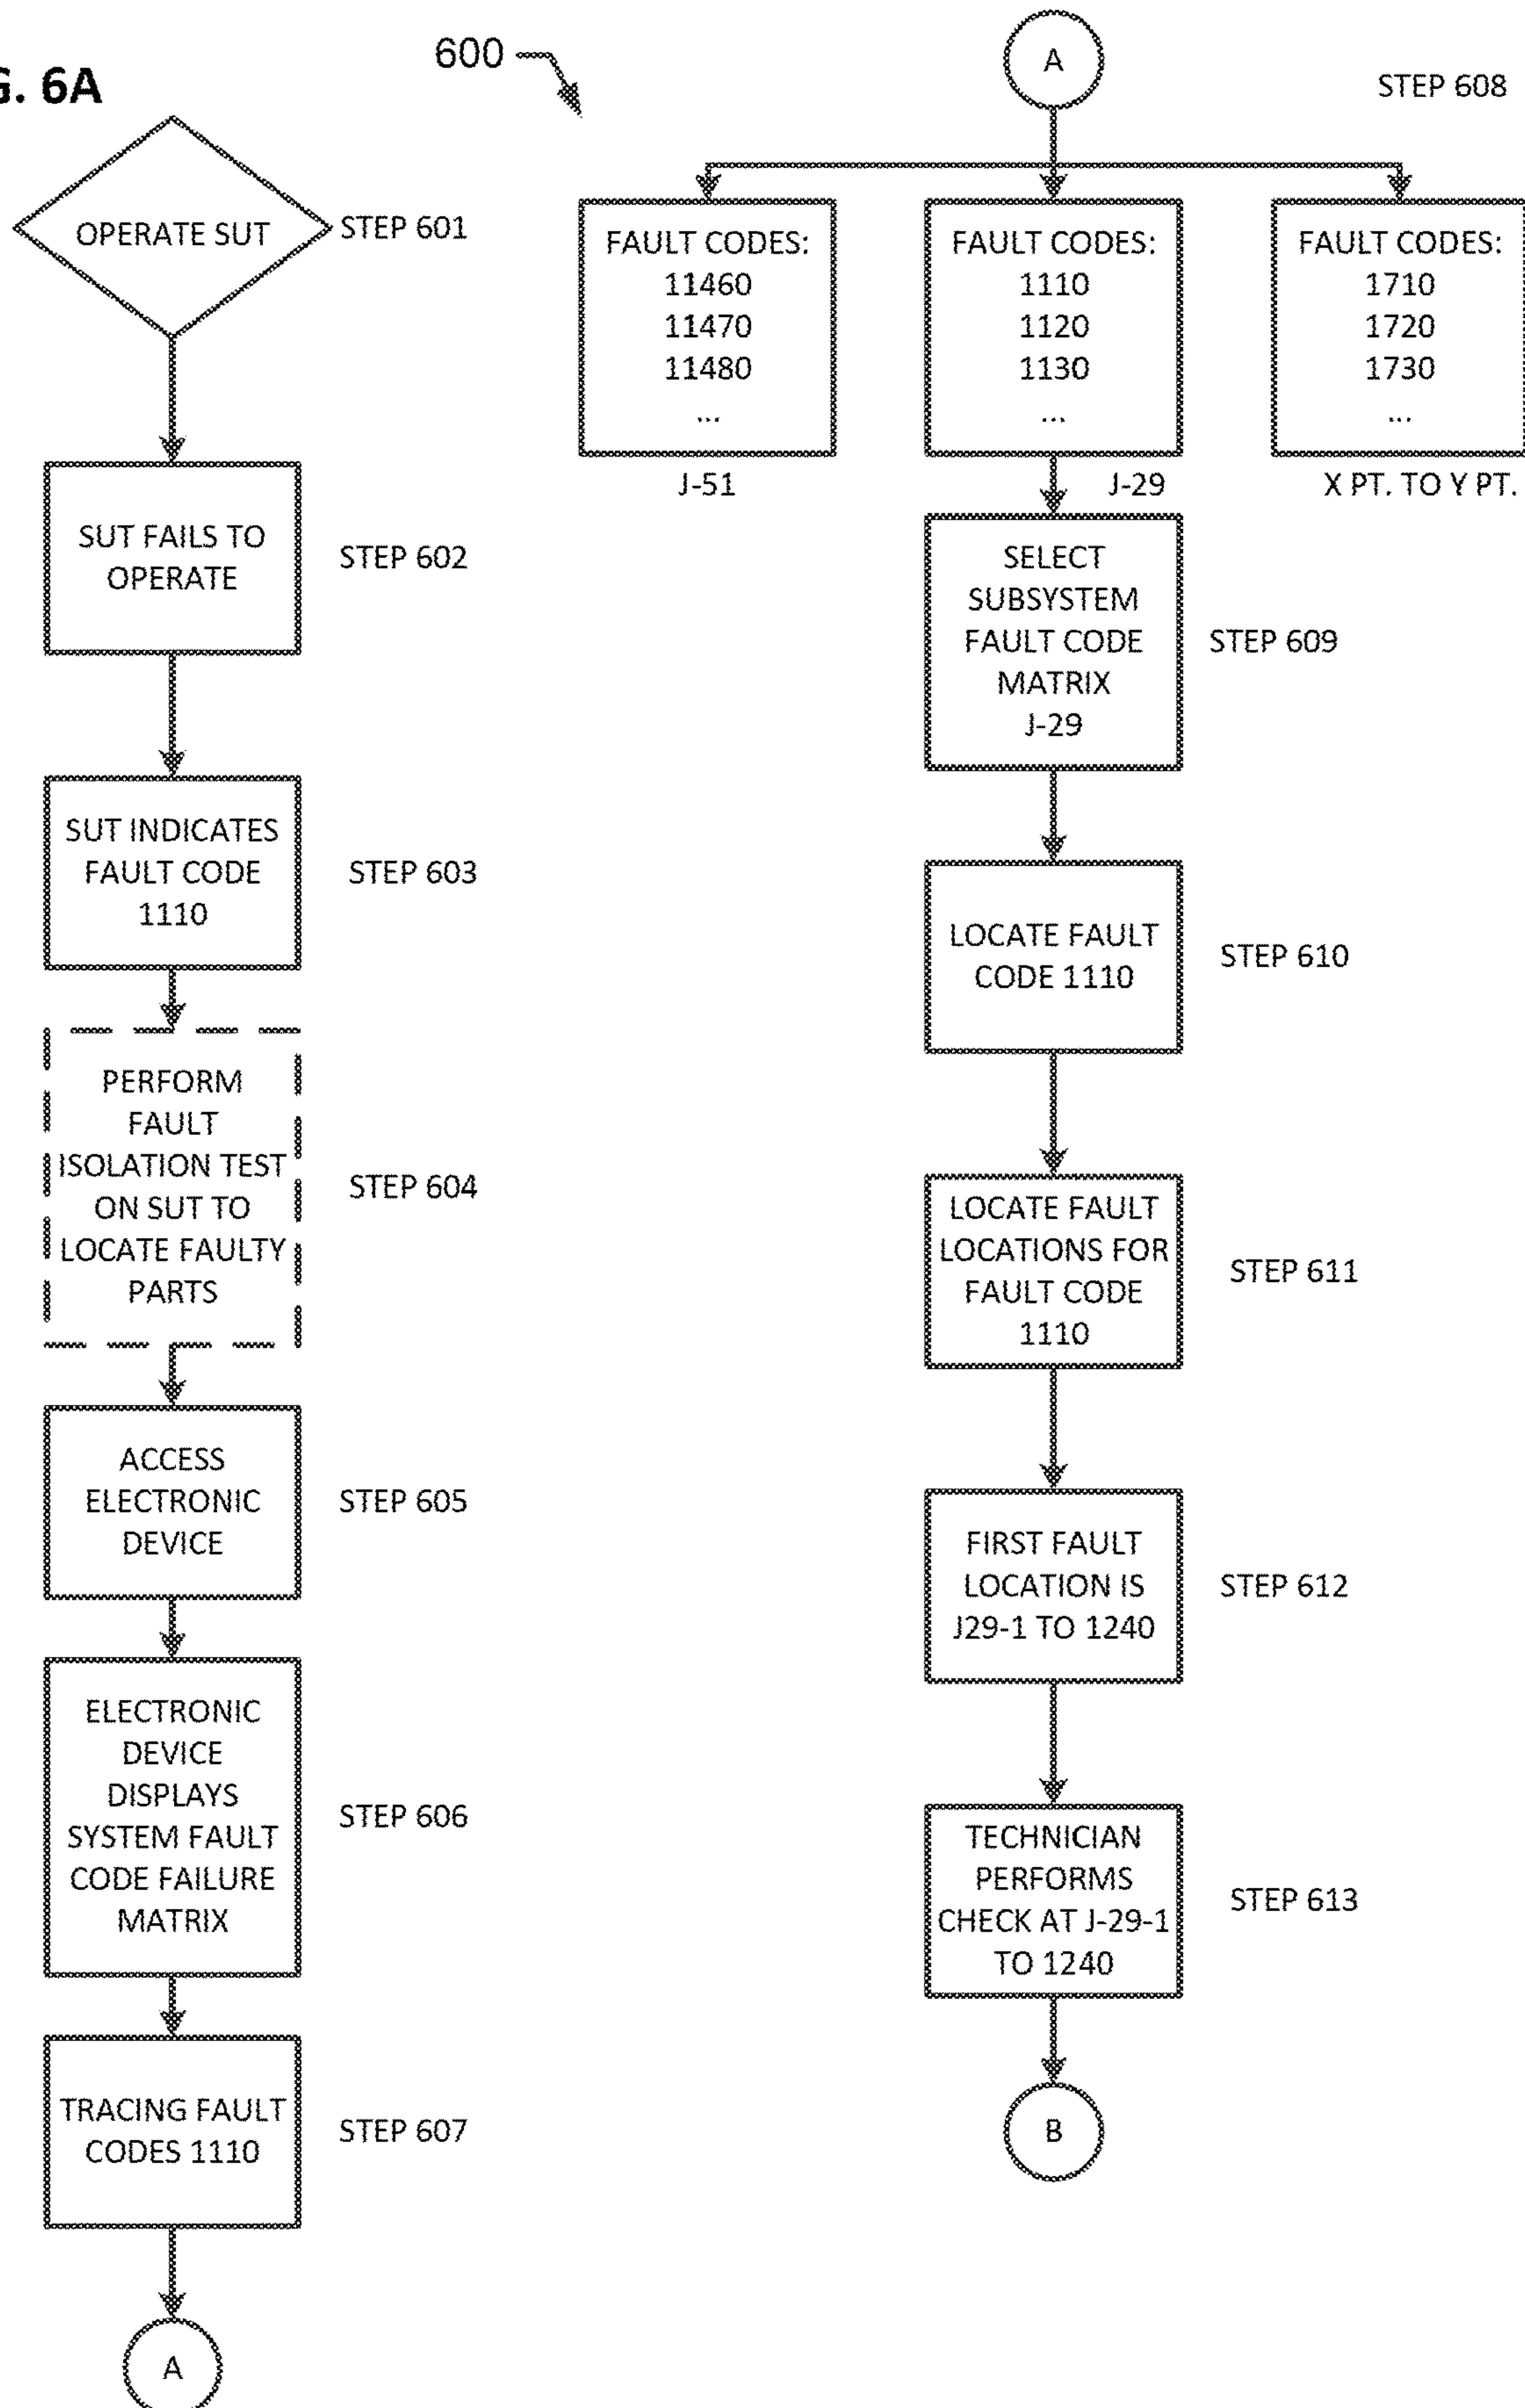 G. 6A
600
OPERATE SUT
STEP 601
SUT FAILS TO
OPERATE
STEP 602
SUT INDICATES
FAULT CODE
1110
STEP 603
PERFORM
FAULT
ISOLATION TEST
ON SUT TO
LOCATE FAULTY
PARTS
STEP 604
ACCESS
ELECTRONIC
DEVICE
STEP 605
ELECTRONIC
DEVICE
DISPLAYS
SYSTEM FAULT
CODE FAILURE
MATRIX
STEP 606
TRACING FAULT
CODES 1110
STEP 607
A
A
STEP 608
FAULT CODES:
11460
11470
11480
...
J-51
FAULT CODES:
1110
1120
1130
...
J-29
FAULT CODES:
1710
1720
1730
...
X PT. TO Y PT.
SELECT
SUBSYSTEM
FAULT CODE
MATRIX
J-29
STEP 609
LOCATE FAULT
CODE 1110
STEP 610
LOCATE FAULT
LOCATIONS FOR
FAULT CODE
1110
STEP 611
FIRST FAULT
LOCATION IS
J29-1 TO 1240
STEP 612
TECHNICIAN
PERFORMS
CHECK AT J-29-1
TO 1240
STEP 613
B